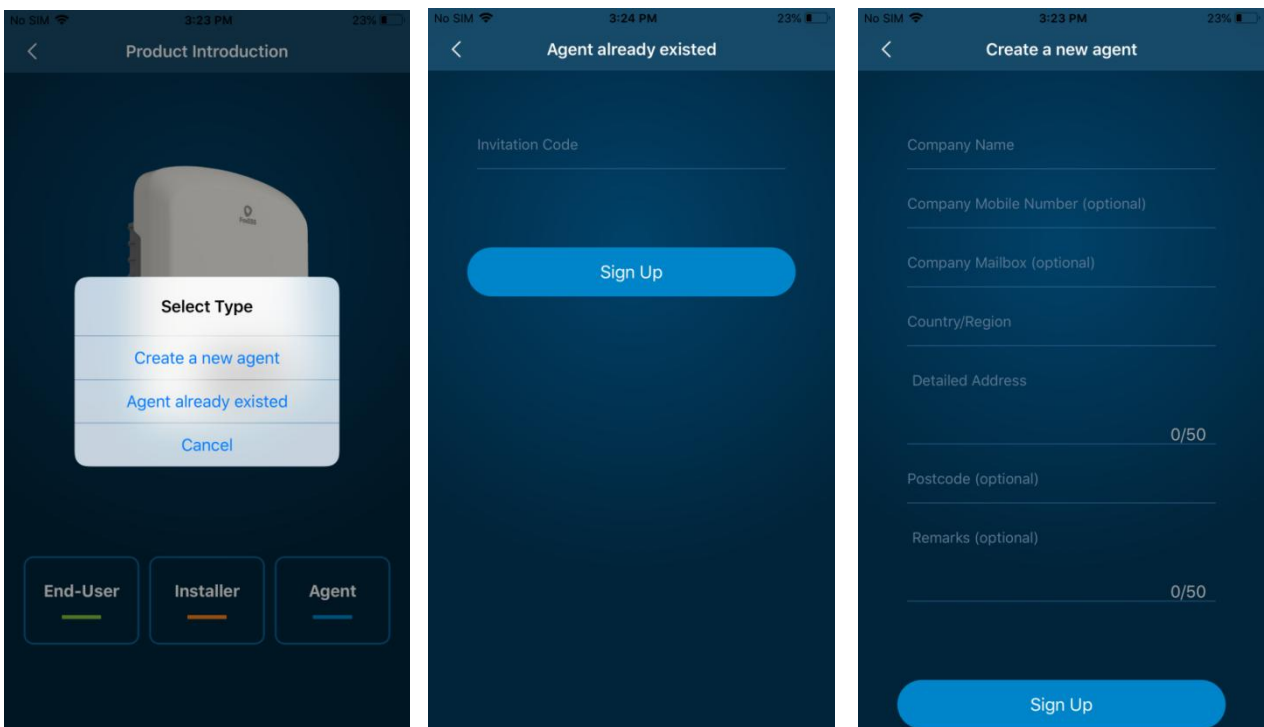 No SIM 3:23 PM 23%
Product Introduction
FoxESS
Select Type
Create a new agent
Agent already existed
Cancel
End-User
Installer
Agent
No SIM 3:24 PM 23%
Agent already existed
Invitation Code
Sign Up
No SIM 3:23 PM 23%
Create a new agent
Company Name
Company Mobile Number (optional)
Company Mailbox (optional)
Country/Region
Detailed Address
0/50
Postcode (optional)
Remarks (optional)
0/50
Sign Up